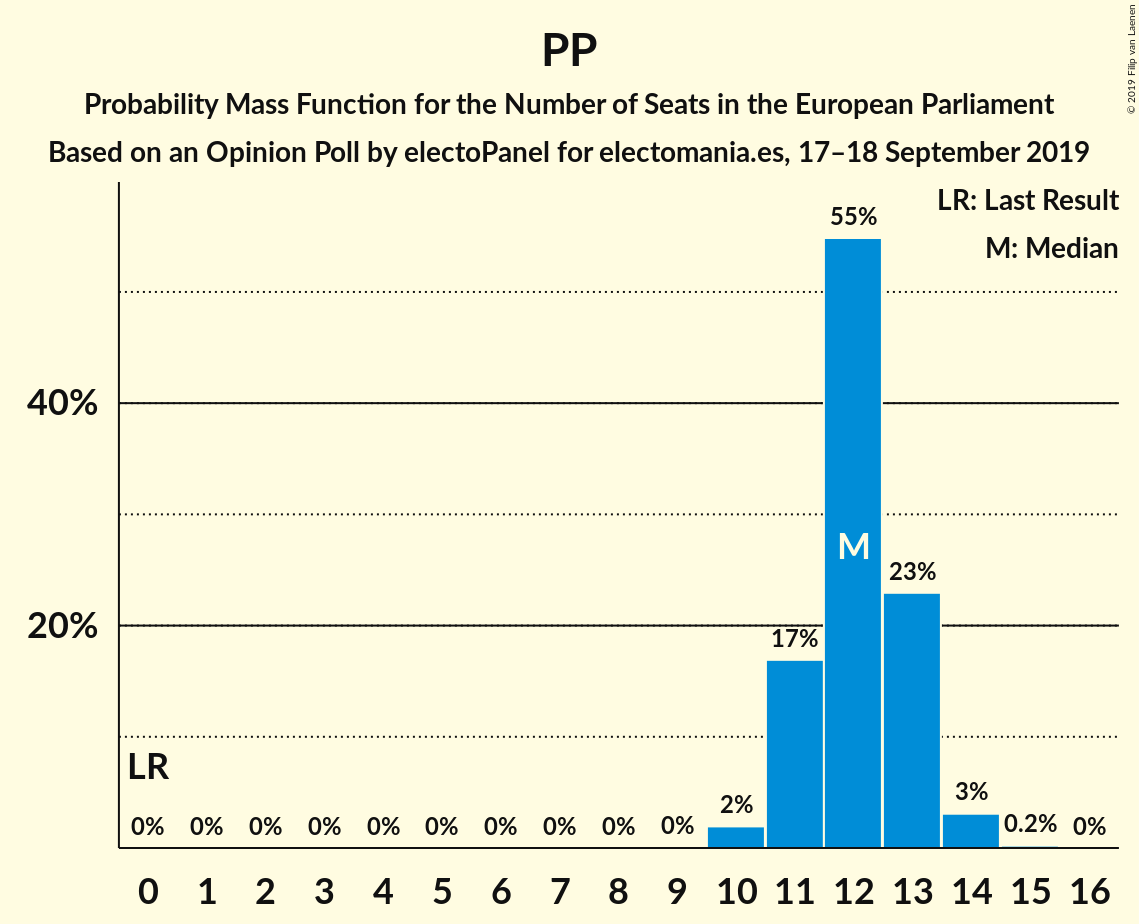 PP
Probability Mass Function for the Number of Seats in the European Parliament
Based on an Opinion Poll by electoPanel for electomania.es, 17–18 September 2019
© 2019 Filip van Laenen
LR: Last Result
M: Median
55%
40%
M
23%
20%
17%
LR
0% 0% 0% 0% 0% 0% 0% 0% 0% 0% 2% 3% 0.2% 0%
0 1 2 3 4 5 6 7 8 9 10 11 12 13 14 15 16